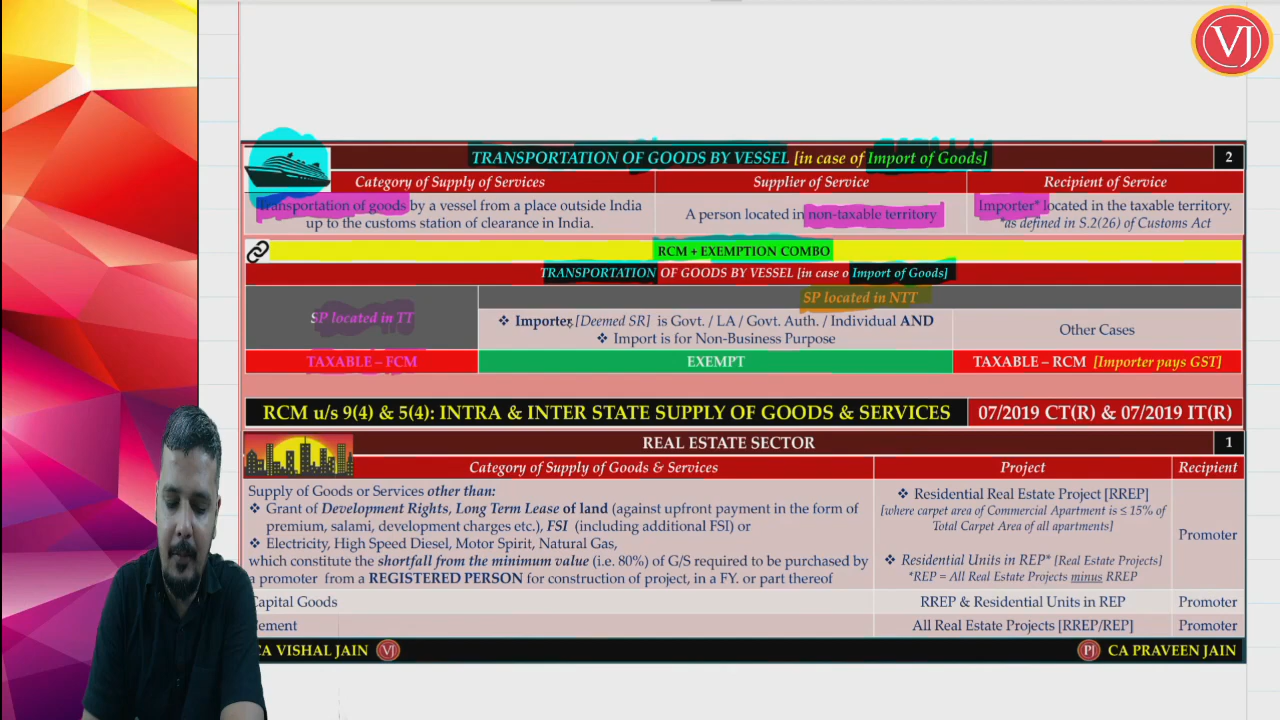 VJ
TRANSPORTATION OF GOODS BY VESSEL [in case of Import of Goods] 2
Category of Supply of Services Supplier of Service Recipient of Service
Transportation of goods by a vessel from a place outside India
up to the customs station of clearance in India.
A person located in non-taxable territory
Importer* located in the taxable territory.
*as defined in S.2(26) of Customs Act
RCM + EXEMPTION COMBO
TRANSPORTATION OF GOODS BY VESSEL [in case o Import of Goods]
SP located in TT
SP located in NTT
❖ Importer [Deemed SR] is Govt. / LA / Govt. Auth. / Individual AND
❖ Import is for Non-Business Purpose
Other Cases
TAXABLE – FCM EXEMPT TAXABLE – RCM [Importer pays GST]
RCM u/s 9(4) & 5(4): INTRA & INTER STATE SUPPLY OF GOODS & SERVICES 07/2019 CT(R) & 07/2019 IT(R)
REAL ESTATE SECTOR 1
Category of Supply of Goods & Services Project Recipient
Supply of Goods or Services other than:
❖ Grant of Development Rights, Long Term Lease of land (against upfront payment in the form of
premium, salami, development charges etc.), FSI (including additional FSI) or
❖ Electricity, High Speed Diesel, Motor Spirit, Natural Gas,
which constitute the shortfall from the minimum value (i.e. 80%) of G/S required to be purchased by
a promoter from a REGISTERED PERSON for construction of project, in a FY. or part thereof
❖ Residential Real Estate Project [RREP]
[where carpet area of Commercial Apartment is ≤ 15% of
Total Carpet Area of all apartments]
❖ Residential Units in REP* [Real Estate Projects]
*REP = All Real Estate Projects minus RREP
Promoter
Capital Goods RREP & Residential Units in REP Promoter
ement All Real Estate Projects [RREP/REP] Promoter
CA VISHAL JAIN VJ PJ CA PRAVEEN JAIN